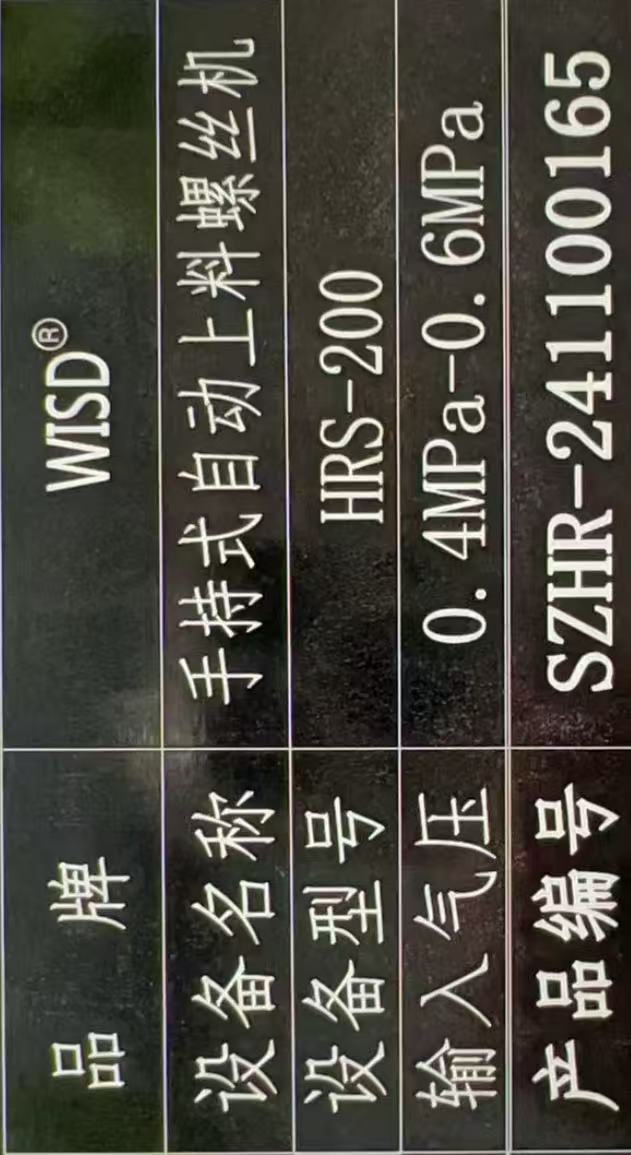 品 牌 WISD®
设备名称 手持式自动上料螺丝机
设备型号 HRS-200
输入气压 0.4MPa-0.6MPa
产品编号 SZHR-241100165